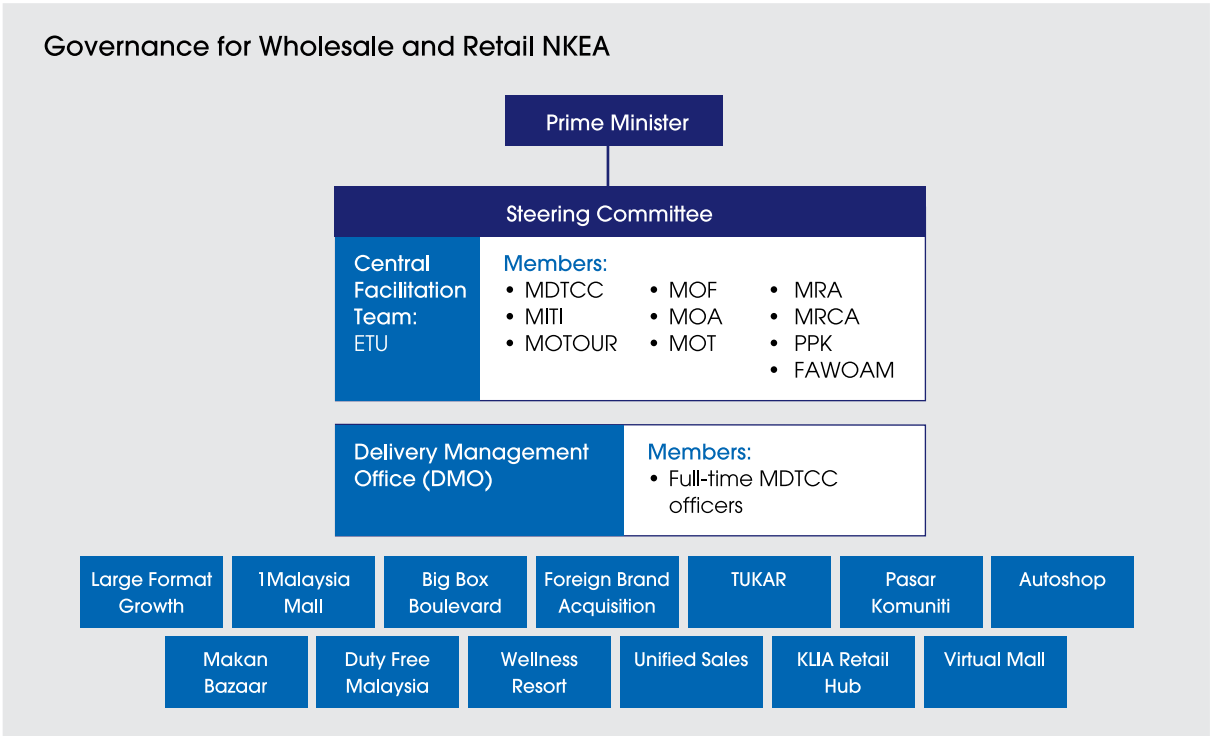 Governance for Wholesale and Retail NKEA
Prime Minister
Steering Committee
Central
Facilitation
Team:
ETU
Members:
• MDTCC
• MITI
• MOTOUR
• MOF
• MOA
• MOT
• MRA
• MRCA
• PPK
• FAWOAM
Delivery Management
Office (DMO)
Members:
• Full-time MDTCC
officers
Large Format
Growth
1Malaysia
Mall
Big Box
Boulevard
Foreign Brand
Acquisition
TUKAR
Pasar
Komuniti
Autoshop
Makan
Bazaar
Duty Free
Malaysia
Wellness
Resort
Unified Sales
KLIA Retail
Hub
Virtual Mall